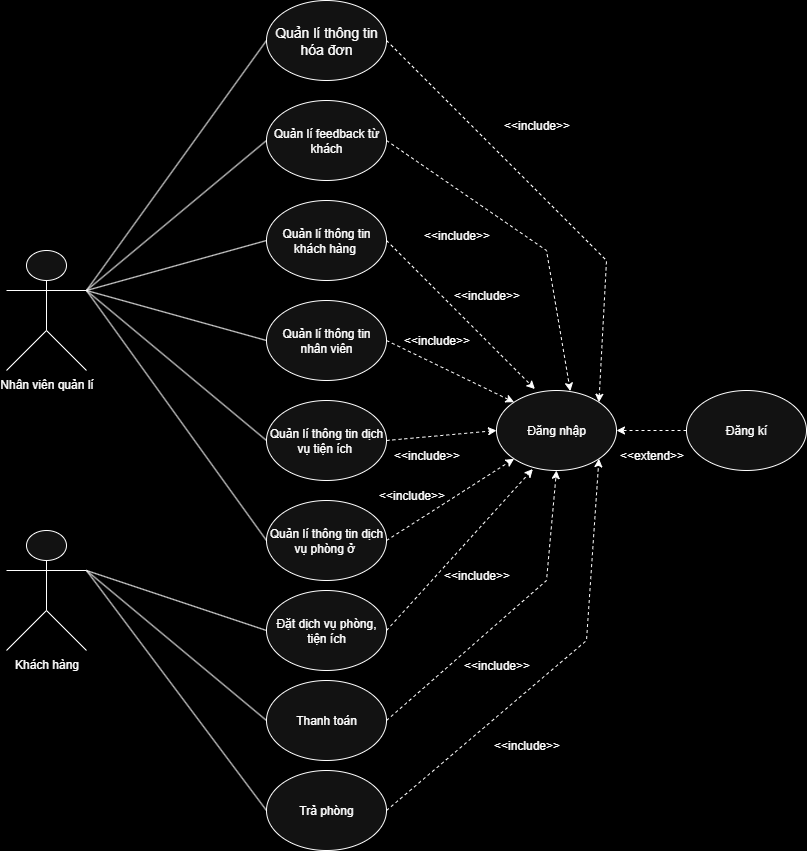 Quản lí thông tin
hóa đơn
<<include>>
Quản lí feedback từ
khách
<<include>>
Quản lí thông tin
khách hàng
<<include>>
Quản lí thông tin
nhân viên
<<include>>
Nhân viên quản lí
Quản lí thông tin dịch
vụ tiện ích
<<include>>
Đăng nhập
<<extend>>
Đăng kí
Quản lí thông tin dịch
vụ phòng ở
<<include>>
Khách hàng
Đặt dịch vụ phòng,
tiện ích
<<include>>
Thanh toán
<<include>>
Trả phòng
<<include>>